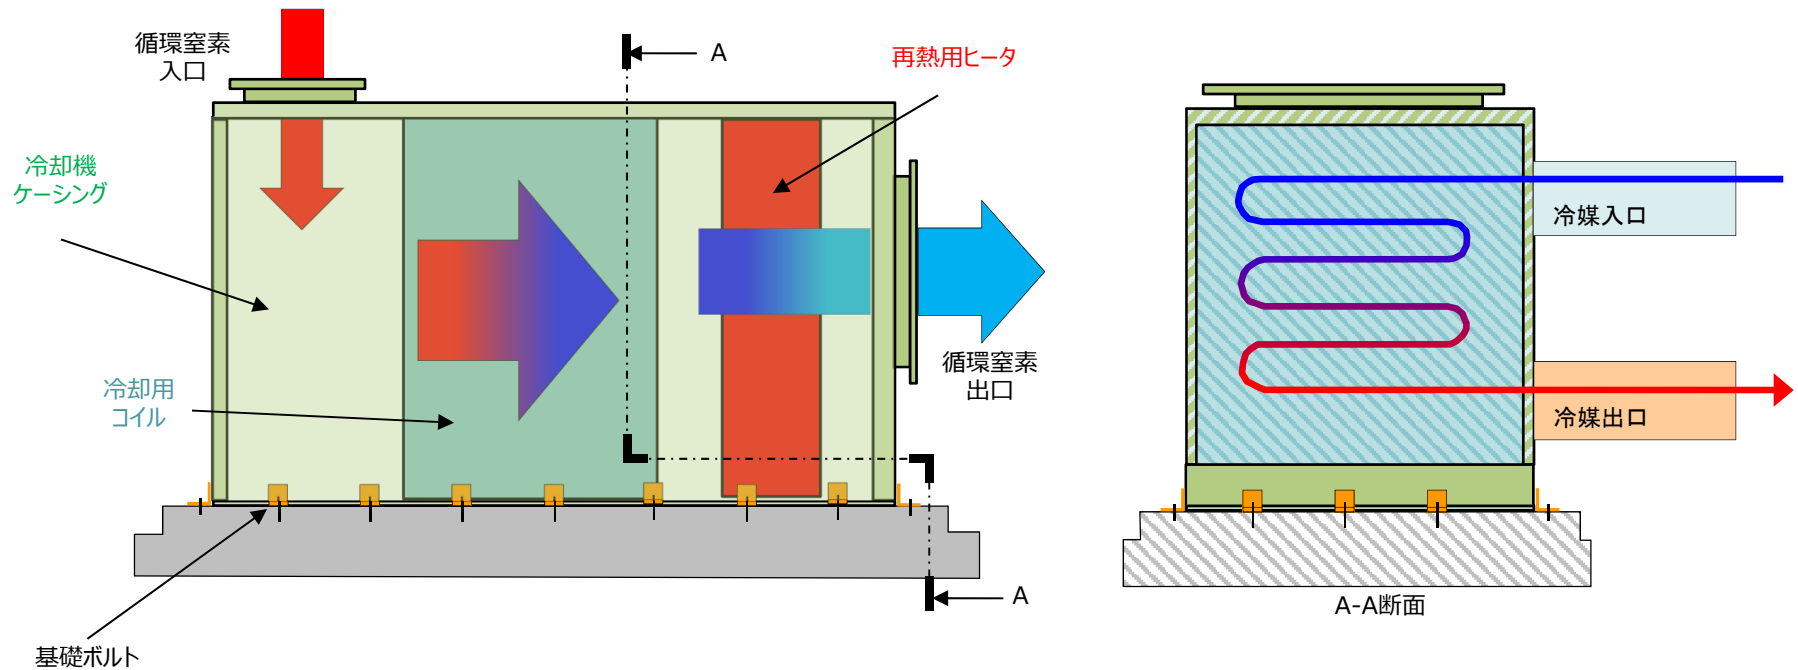 循環窒素
入口
A
再熱用ヒータ
冷却機
ケーシング
冷媒入口
循環窒素
出口
冷却用
コイル
冷媒出口
A
A-A断面
基礎ボルト